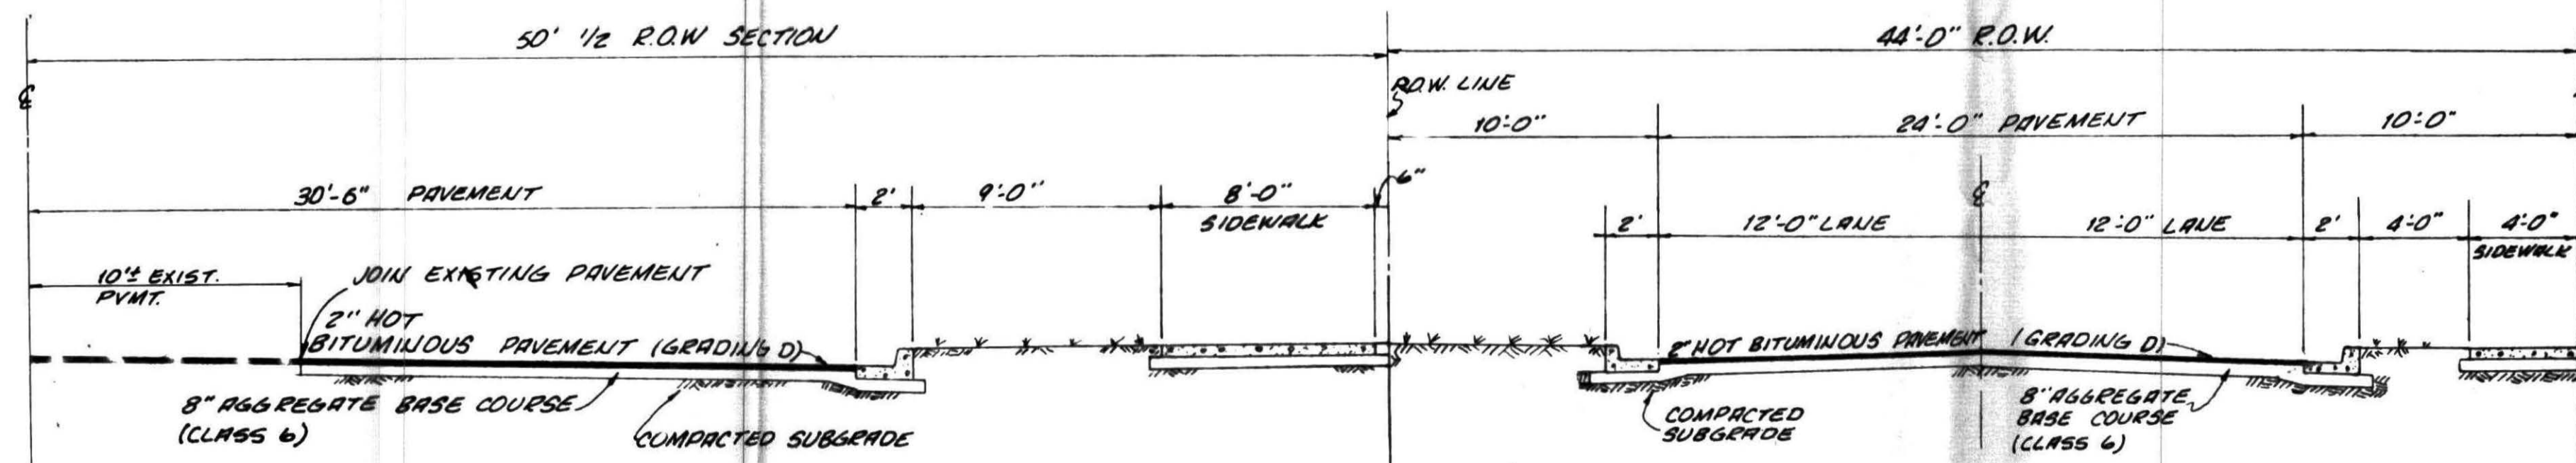 50' 1/2 R.O.W SECTION
44'-0" R.O.W.
℄
R.O.W. LINE
10'-0"
24'-0" PAVEMENT
10'-0"
30'-6" PAVEMENT
2'
9'-0"
8'-0"
SIDEWALK
6"
℄
2'
12'-0" LANE
12'-0" LANE
2'
4'-0"
4'-0"
SIDEWALK
10'± EXIST.
PVMT.
JOIN EXISTING PAVEMENT
2" HOT
BITUMINOUS PAVEMENT (GRADING D)
2" HOT BITUMINOUS PAVEMENT (GRADING D)
8" AGGREGATE BASE COURSE
(CLASS 6)
COMPACTED SUBGRADE
COMPACTED
SUBGRADE
8" AGGREGATE
BASE COURSE
(CLASS 6)